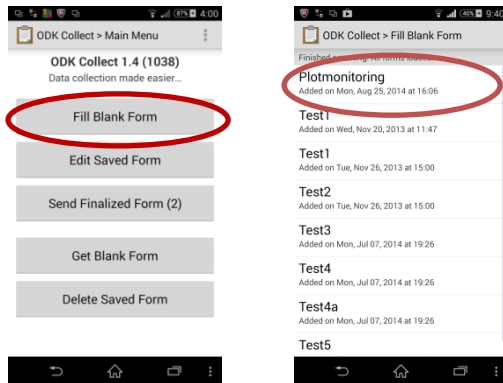 87% 4:00
ODK Collect > Main Menu
ODK Collect 1.4 (1038)
Data collection made easier...
Fill Blank Form
Edit Saved Form
Send Finalized Form (2)
Get Blank Form
Delete Saved Form
46% 9:40
ODK Collect > Fill Blank Form
Finished
Plotmonitoring
Added on Mon, Aug 25, 2014 at 16:06
Test1
Added on Wed, Nov 20, 2013 at 11:47
Test1
Added on Tue, Nov 26, 2013 at 15:00
Test2
Added on Tue, Nov 26, 2013 at 15:00
Test3
Added on Mon, Jul 07, 2014 at 19:26
Test4
Added on Mon, Jul 07, 2014 at 19:26
Test4a
Added on Mon, Jul 07, 2014 at 19:26
Test5